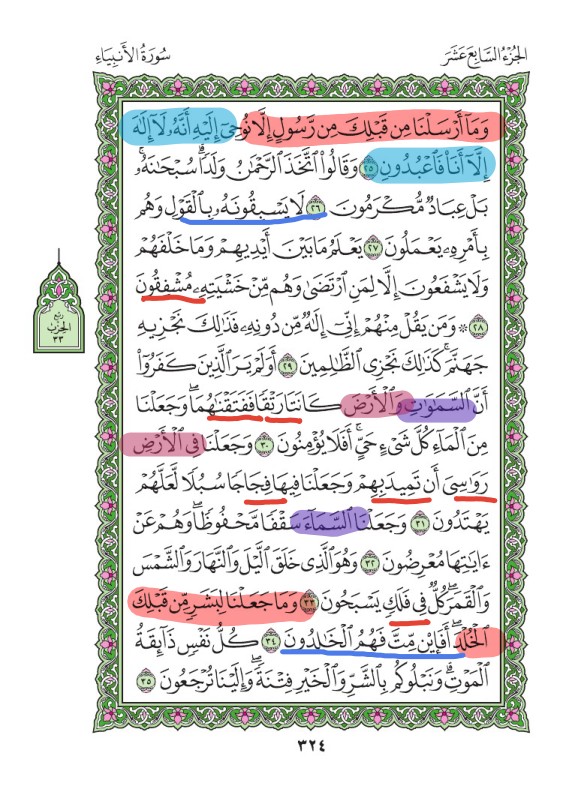 الجُزْءُ السَّابِعَ عَشَرَ
سُورَةُ الأَنبِيَاءِ
وَمَآ أَرْسَلْنَا مِن قَبْلِكَ مِن رَّسُولٍ إِلَّا نُوحِىٓ إِلَيْهِ أَنَّهُۥ لَآ إِلَٰهَ
إِلَّآ أَنَا۠ فَٱعْبُدُونِ ٢٥ وَقَالُوا۟ ٱتَّخَذَ ٱلرَّحْمَٰنُ وَلَدًا ۗ سُبْحَٰنَهُۥ ۚ
بَلْ عِبَادٌ مُّكْرَمُونَ ٢٦ لَا يَسْبِقُونَهُۥ بِٱلْقَوْلِ وَهُم
بِأَمْرِهِۦ يَعْمَلُونَ ٢٧ يَعْلَمُ مَا بَيْنَ أَيْدِيهِمْ وَمَا خَلْفَهُمْ
وَلَا يَشْفَعُونَ إِلَّا لِمَنِ ٱرْتَضَىٰ وَهُم مِّنْ خَشْيَتِهِۦ مُشْفِقُونَ
٢٨ ۞ وَمَن يَقُلْ مِنْهُمْ إِنِّىٓ إِلَٰهٌ مِّن دُونِهِۦ فَذَٰلِكَ نَجْزِيهِ
جَهَنَّمَ ۚ كَذَٰلِكَ نَجْزِى ٱلظَّٰلِمِينَ ٢٩ أَوَلَمْ يَرَ ٱلَّذِينَ كَفَرُوٓا۟
أَنَّ ٱلسَّمَٰوَٰتِ وَٱلْأَرْضَ كَانَتَا رَتْقًا فَفَتَقْنَٰهُمَا ۖ وَجَعَلْنَا
مِنَ ٱلْمَآءِ كُلَّ شَىْءٍ حَىٍّ ۖ أَفَلَا يُؤْمِنُونَ ٣٠ وَجَعَلْنَا فِى ٱلْأَرْضِ
رَوَٰسِىَ أَن تَمِيدَ بِهِمْ وَجَعَلْنَا فِيهَا فِجَاجًا سُبُلًا لَّعَلَّهُمْ
يَهْتَدُونَ ٣١ وَجَعَلْنَا ٱلسَّمَآءَ سَقْفًا مَّحْفُوظًا ۖ وَهُمْ عَنْ
ءَايَٰتِهَا مُعْرِضُونَ ٣٢ وَهُوَ ٱلَّذِى خَلَقَ ٱلَّيْلَ وَٱلنَّهَارَ وَٱلشَّمْسَ
وَٱلْقَمَرَ ۖ كُلٌّ فِى فَلَكٍ يَسْبَحُونَ ٣٣ وَمَا جَعَلْنَا لِبَشَرٍ مِّن قَبْلِكَ
ٱلْخُلْدَ ۖ أَفَإِي۟ن مِّتَّ فَهُمُ ٱلْخَٰلِدُونَ ٣٤ كُلُّ نَفْسٍ ذَآئِقَةُ
ٱلْمَوْتِ ۗ وَنَبْلُوكُم بِٱلشَّرِّ وَٱلْخَيْرِ فِتْنَةً ۖ وَإِلَيْنَا تُرْجَعُونَ ٣٥
ربع
الحزب
٣٣
٣٢٤